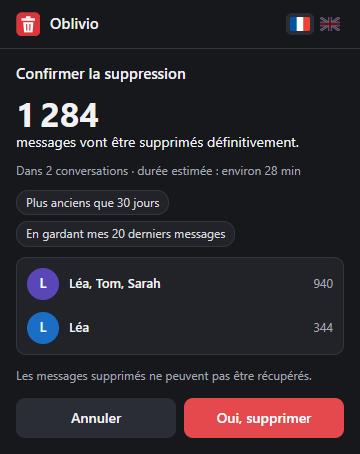 Oblivio
Confirmer la suppression
1 284
messages vont être supprimés définitivement.
Dans 2 conversations · durée estimée : environ 28 min
Plus anciens que 30 jours
En gardant mes 20 derniers messages
L Léa, Tom, Sarah 940
L Léa 344
Les messages supprimés ne peuvent pas être récupérés.
Annuler Oui, supprimer